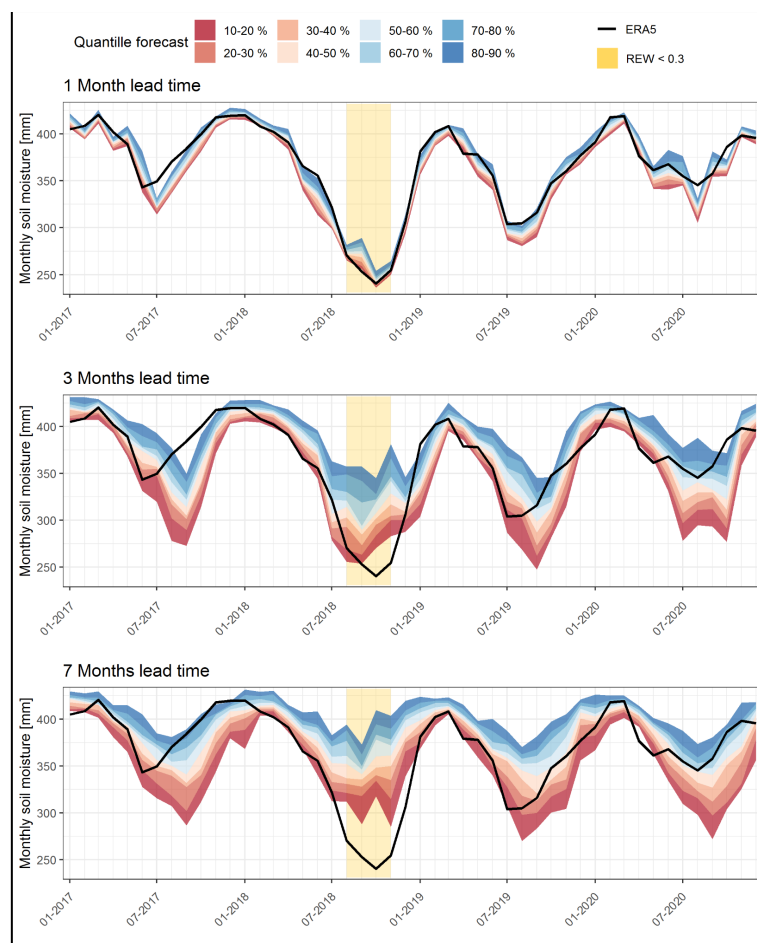 Quantille forecast
10-20 % 30-40 % 50-60 % 70-80 %
20-30 % 40-50 % 60-70 % 80-90 %
ERA5
REW < 0.3
1 Month lead time
Monthly soil moisture [mm]
400
350
300
250
01-2017 07-2017 01-2018 07-2018 01-2019 07-2019 01-2020 07-2020
3 Months lead time
Monthly soil moisture [mm]
400
350
300
250
01-2017 07-2017 01-2018 07-2018 01-2019 07-2019 01-2020 07-2020
7 Months lead time
Monthly soil moisture [mm]
400
350
300
250
01-2017 07-2017 01-2018 07-2018 01-2019 07-2019 01-2020 07-2020